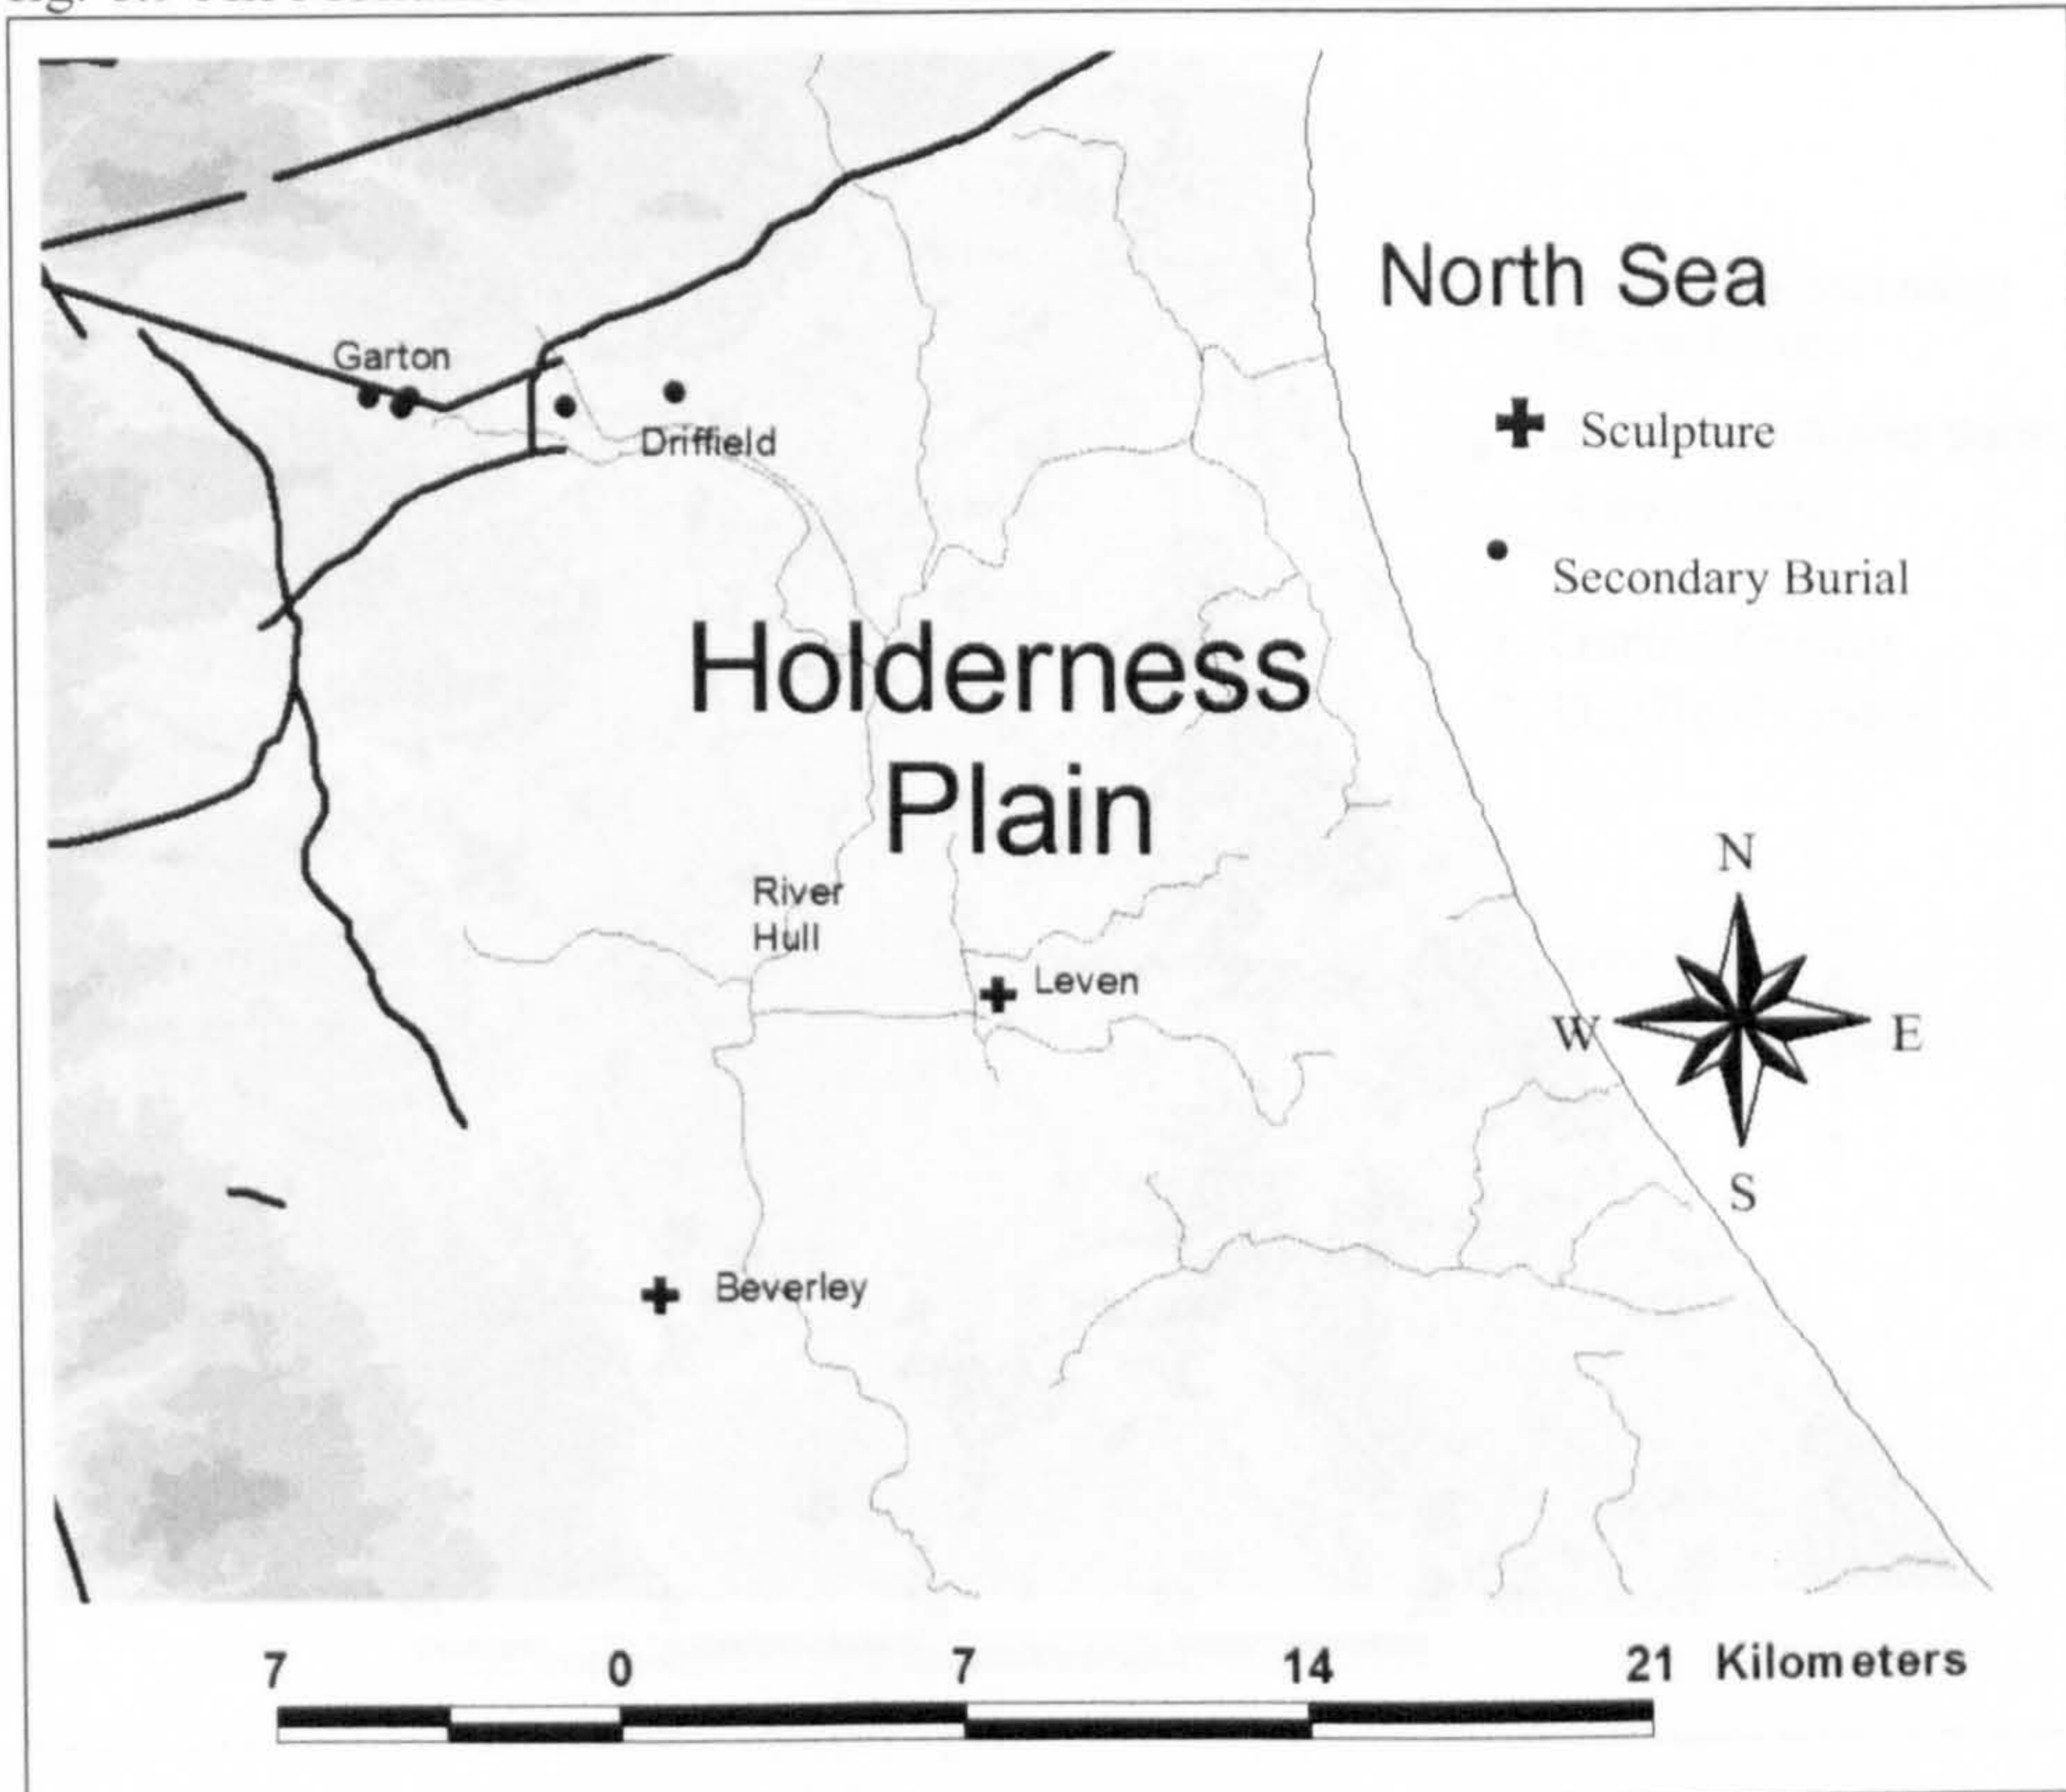 North Sea
Sculpture
Secondary Burial
Garton
Driffield
Holderness
Plain
River
Hull
Leven
Beverley
N
W
E
S
7 0 7 14 21 Kilometers